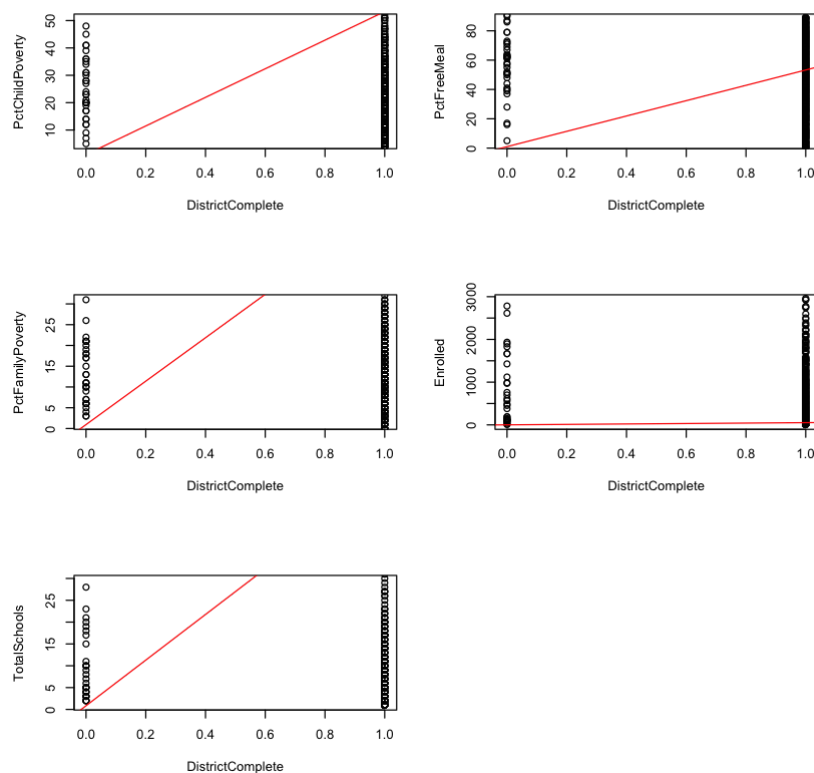 PctChildPoverty
10 20 30 40 50
0.0 0.2 0.4 0.6 0.8 1.0
DistrictComplete
PctFreeMeal
0 20 40 60 80
0.0 0.2 0.4 0.6 0.8 1.0
DistrictComplete
PctFamilyPoverty
0 5 15 25
0.0 0.2 0.4 0.6 0.8 1.0
DistrictComplete
Enrolled
0 1000 2000 3000
0.0 0.2 0.4 0.6 0.8 1.0
DistrictComplete
TotalSchools
0 5 15 25
0.0 0.2 0.4 0.6 0.8 1.0
DistrictComplete